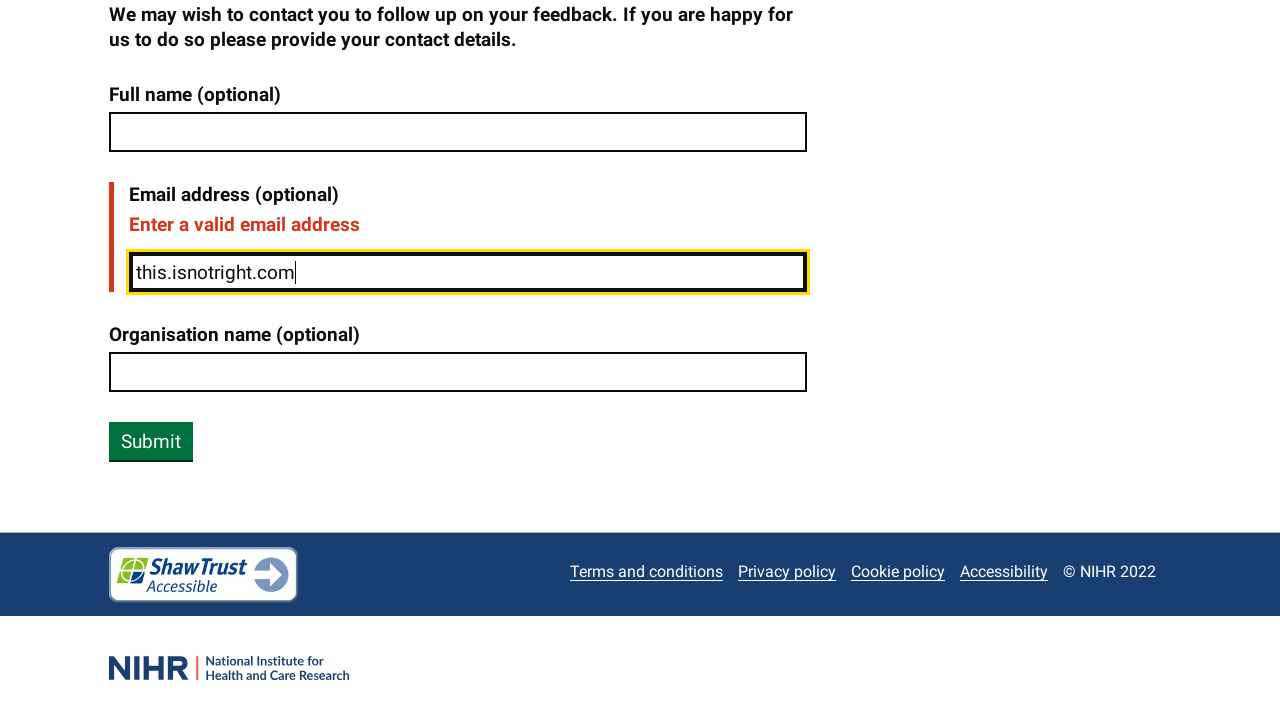 We may wish to contact you to follow up on your feedback. If you are happy for
us to do so please provide your contact details.
Full name (optional)
Email address (optional)
Enter a valid email address
this.isnotright.com
Organisation name (optional)
Submit
Shaw Trust
Accessible
Terms and conditions Privacy policy Cookie policy Accessibility © NIHR 2022
NIHR | National Institute for
Health and Care Research